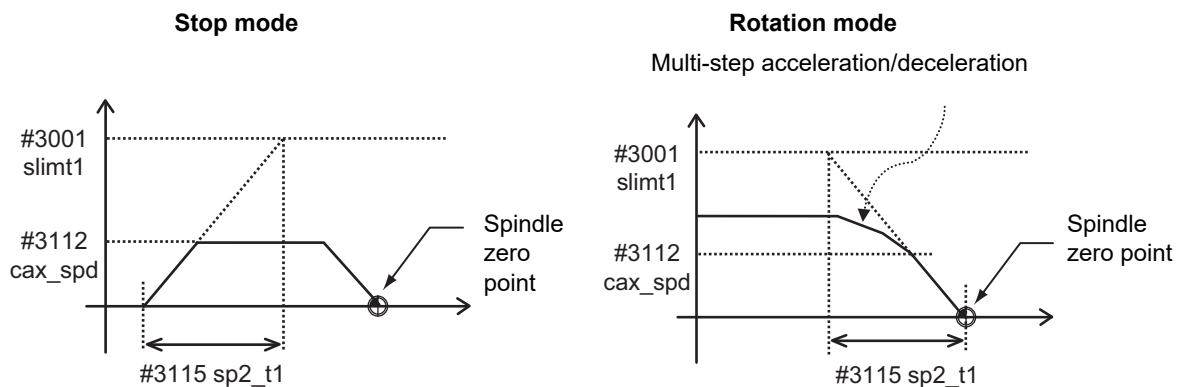 Stop mode
#3001
slimt1
#3112
cax_spd
Spindle
zero
point
#3115 sp2_t1
Rotation mode
Multi-step acceleration/deceleration
#3001
slimt1
#3112
cax_spd
Spindle
zero point
#3115 sp2_t1